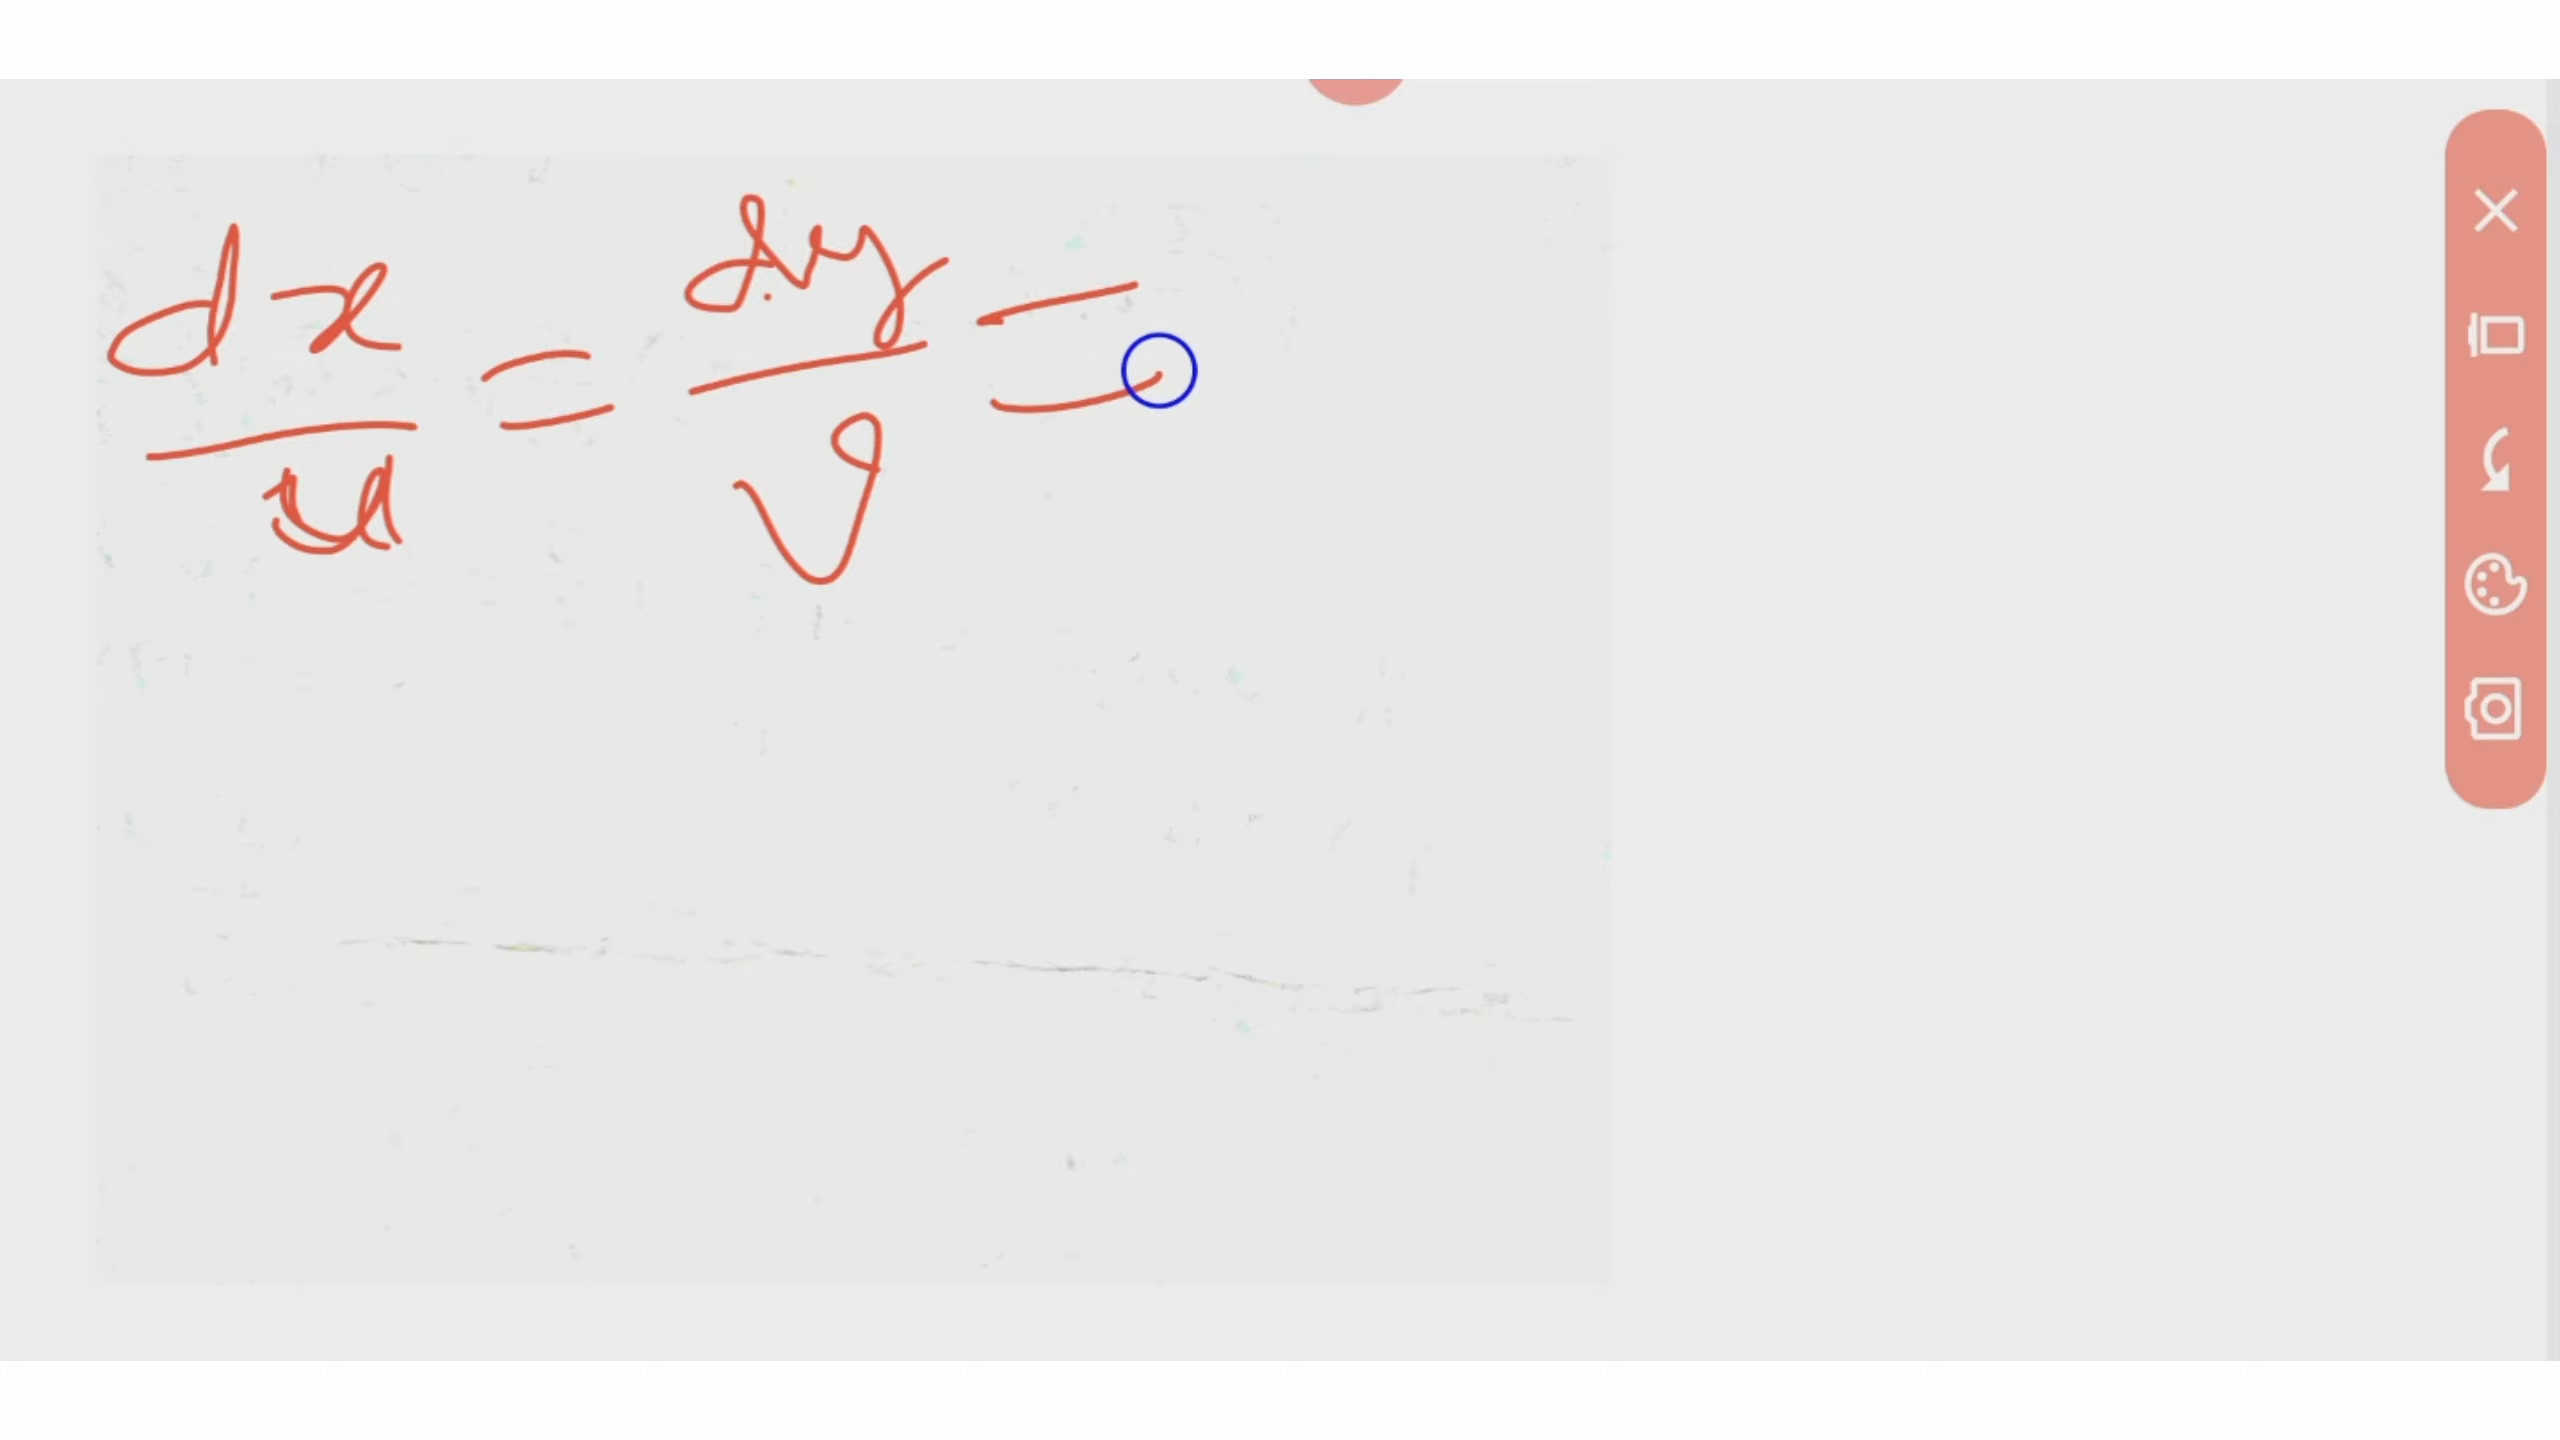 dx/u = dy/v =